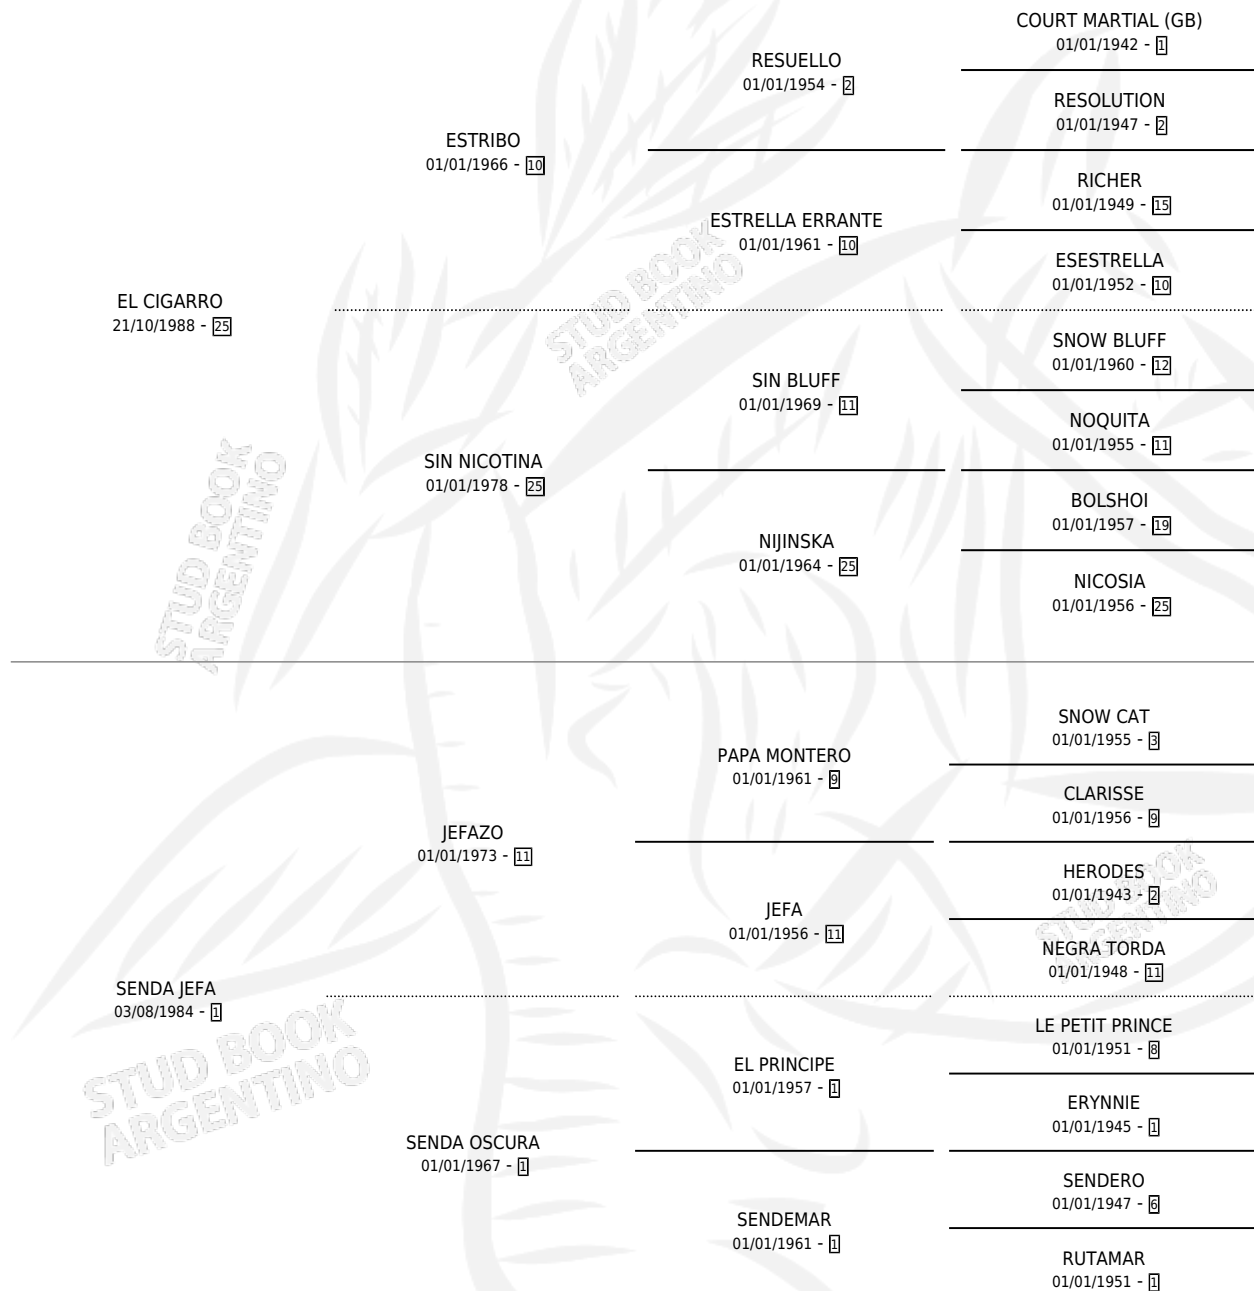 COURT MARTIAL (GB)
01/01/1942 - 1
RESUELLO
01/01/1954 - 2
RESOLUTION
01/01/1947 - 2
ESTRIBO
01/01/1966 - 10
RICHER
01/01/1949 - 15
ESTRELLA ERRANTE
01/01/1961 - 10
ESESTRELLA
01/01/1952 - 10
EL CIGARRO
21/10/1988 - 25
STUD BOOK
ARGENTINO
SNOW BLUFF
01/01/1960 - 12
SIN BLUFF
01/01/1969 - 11
NOQUITA
01/01/1955 - 11
SIN NICOTINA
01/01/1978 - 25
STUD BOOK
ARGENTINO
BOLSHOI
01/01/1957 - 19
NIJINSKA
01/01/1964 - 25
NICOSIA
01/01/1956 - 25
SNOW CAT
01/01/1955 - 3
PAPA MONTERO
01/01/1961 - 9
CLARISSE
01/01/1956 - 9
JEFAZO
01/01/1973 - 11
HERODES
01/01/1943 - 2
STUD BOOK
ARGENTINO
JEFA
01/01/1956 - 11
NEGRA TORDA
01/01/1948 - 11
SENDA JEFA
03/08/1984 - 1
STUD BOOK
ARGENTINO
LE PETIT PRINCE
01/01/1951 - 8
EL PRINCIPE
01/01/1957 - 1
ERYNNIE
01/01/1945 - 1
SENDA OSCURA
01/01/1967 - 1
SENDERO
01/01/1947 - 6
SENDEMAR
01/01/1961 - 1
RUTAMAR
01/01/1951 - 1